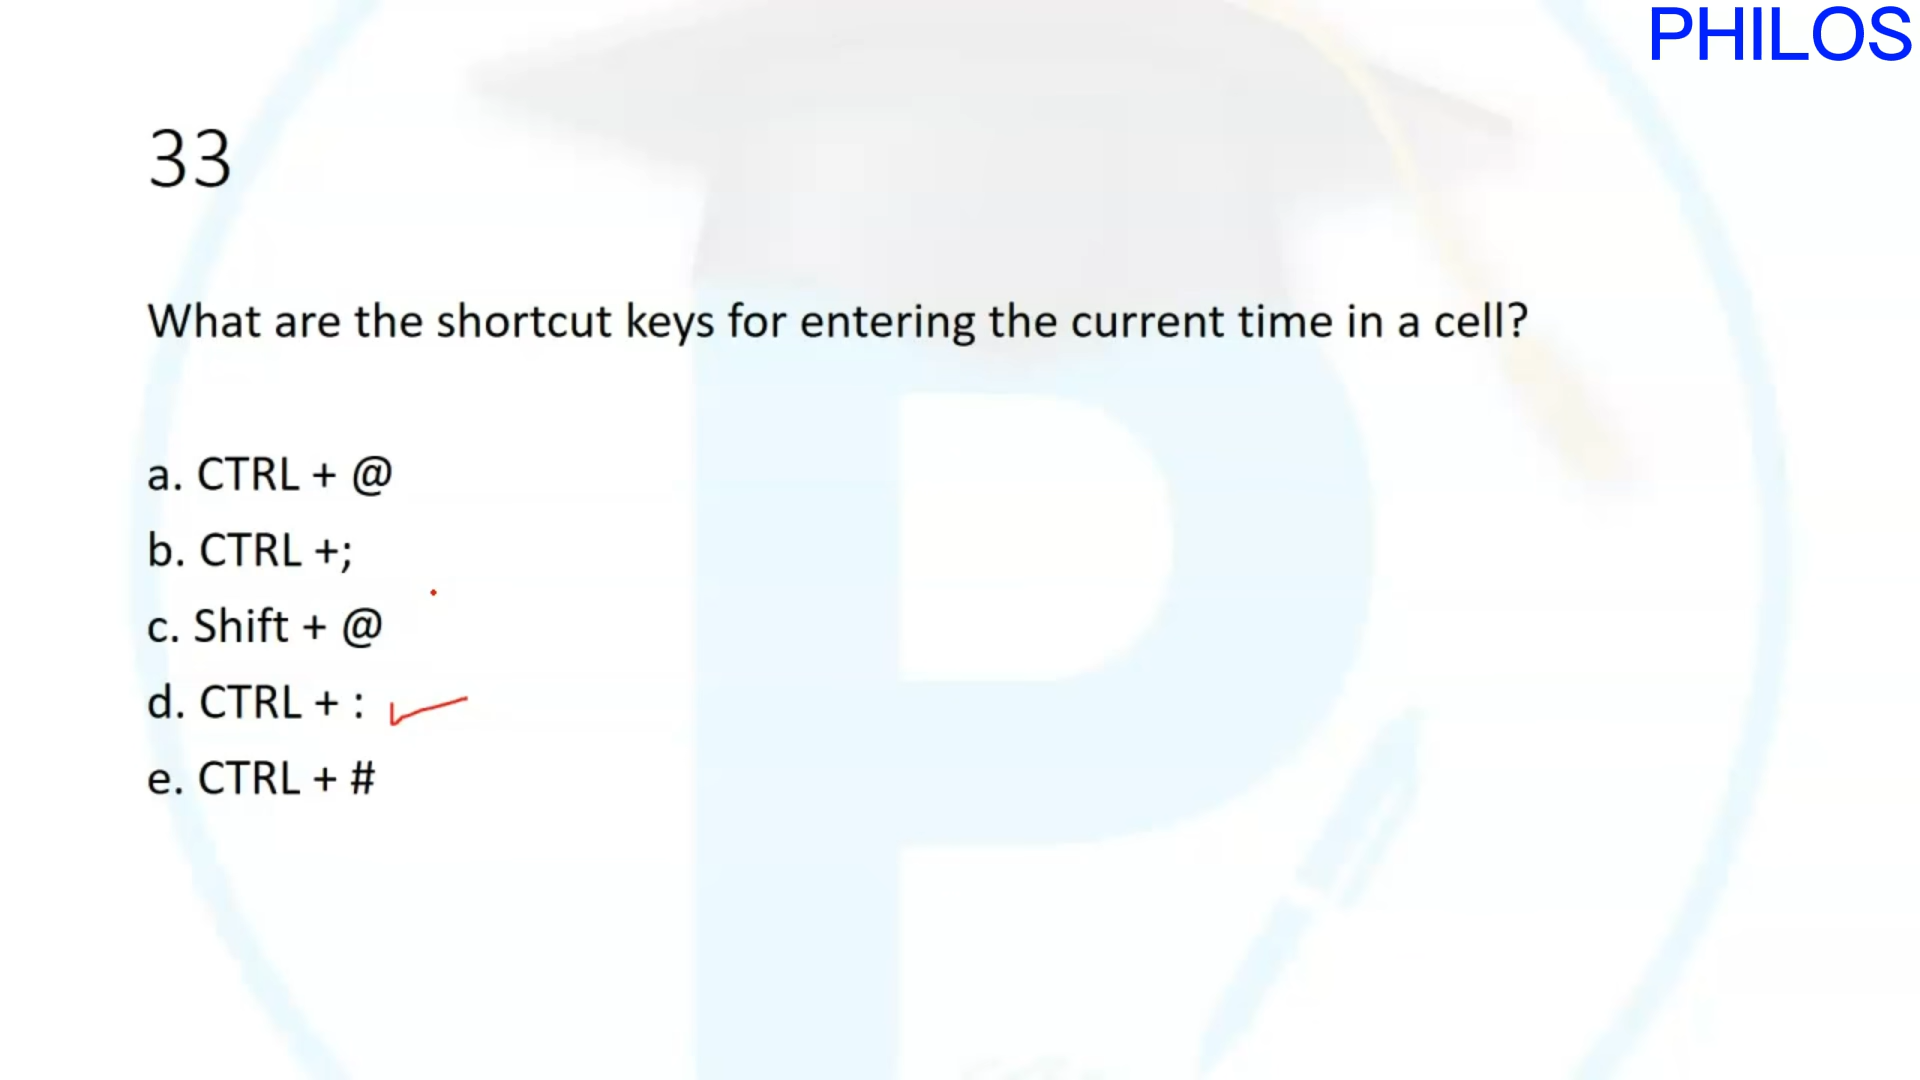 PHILOS
33
What are the shortcut keys for entering the current time in a cell?
a. CTRL + @
b. CTRL +;
c. Shift + @
d. CTRL + :
e. CTRL + #